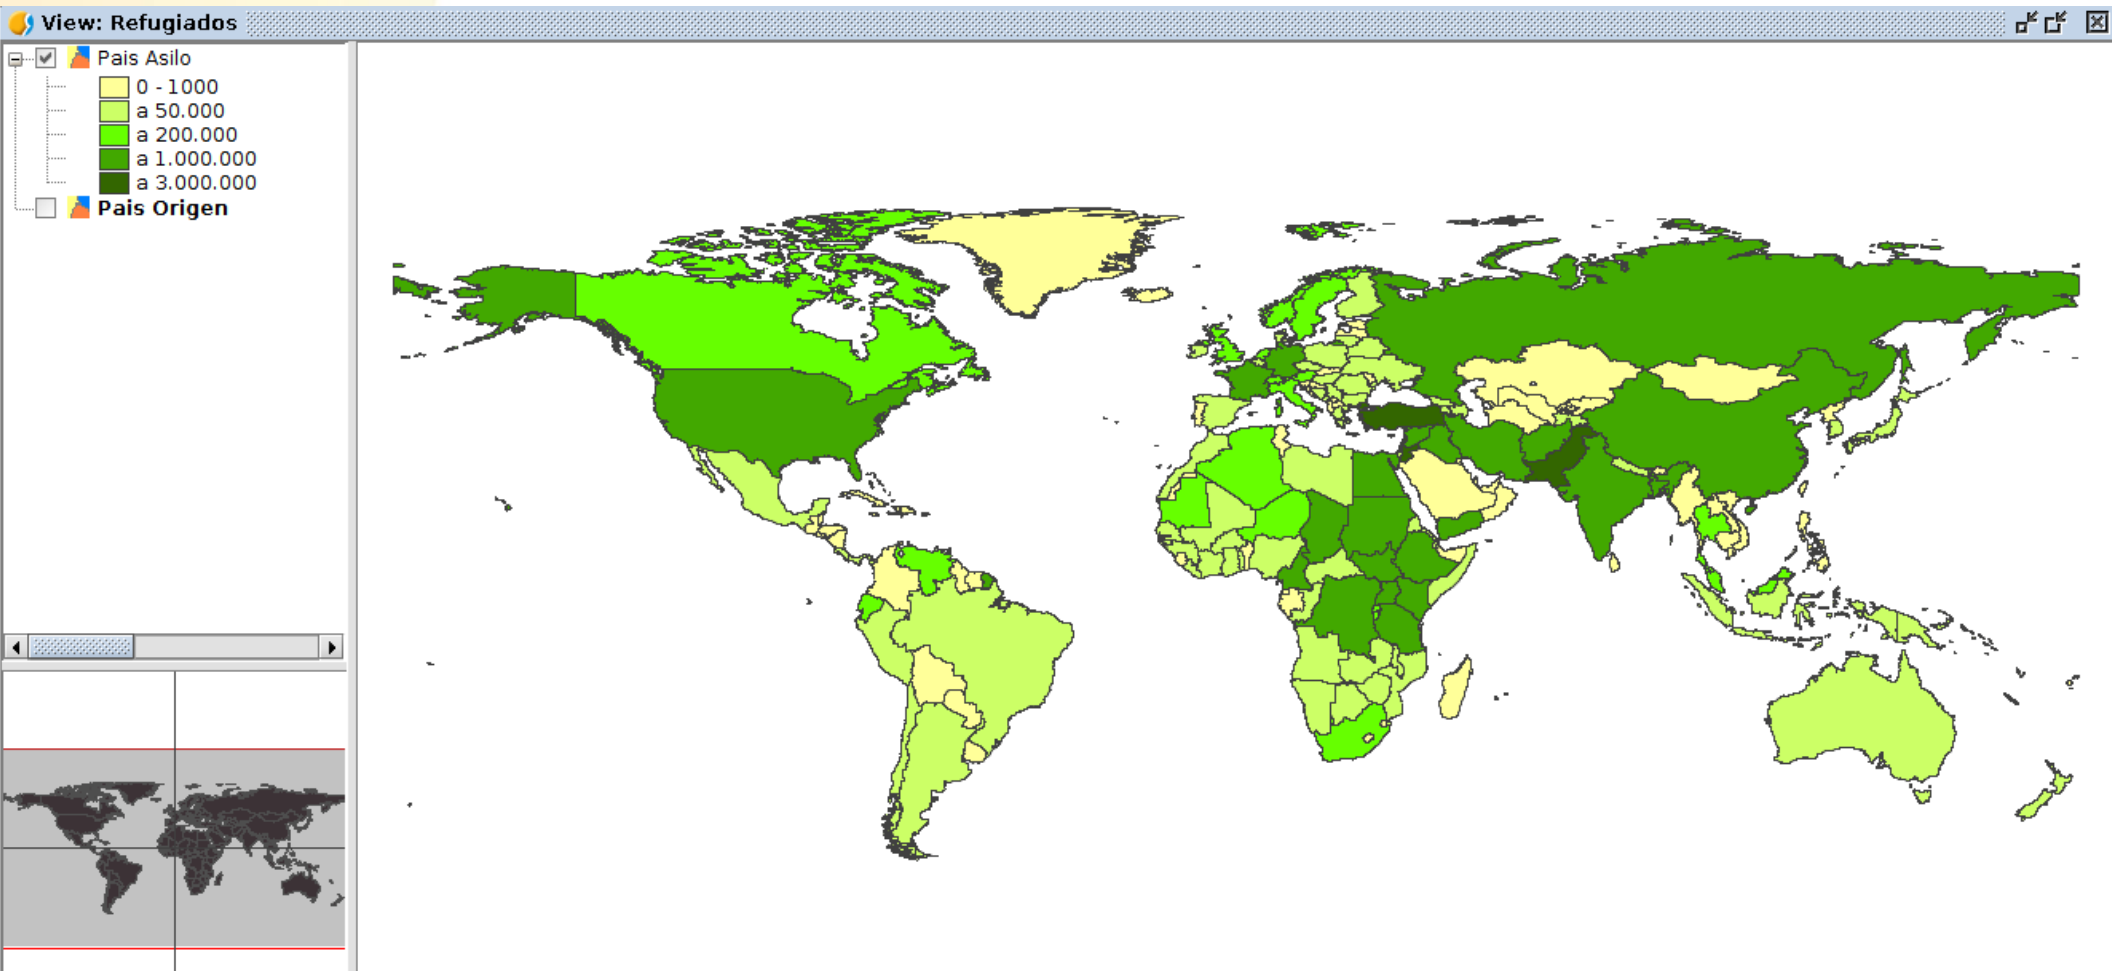 View: Refugiados
Pais Asilo
0 - 1000
a 50.000
a 200.000
a 1.000.000
a 3.000.000
Pais Origen